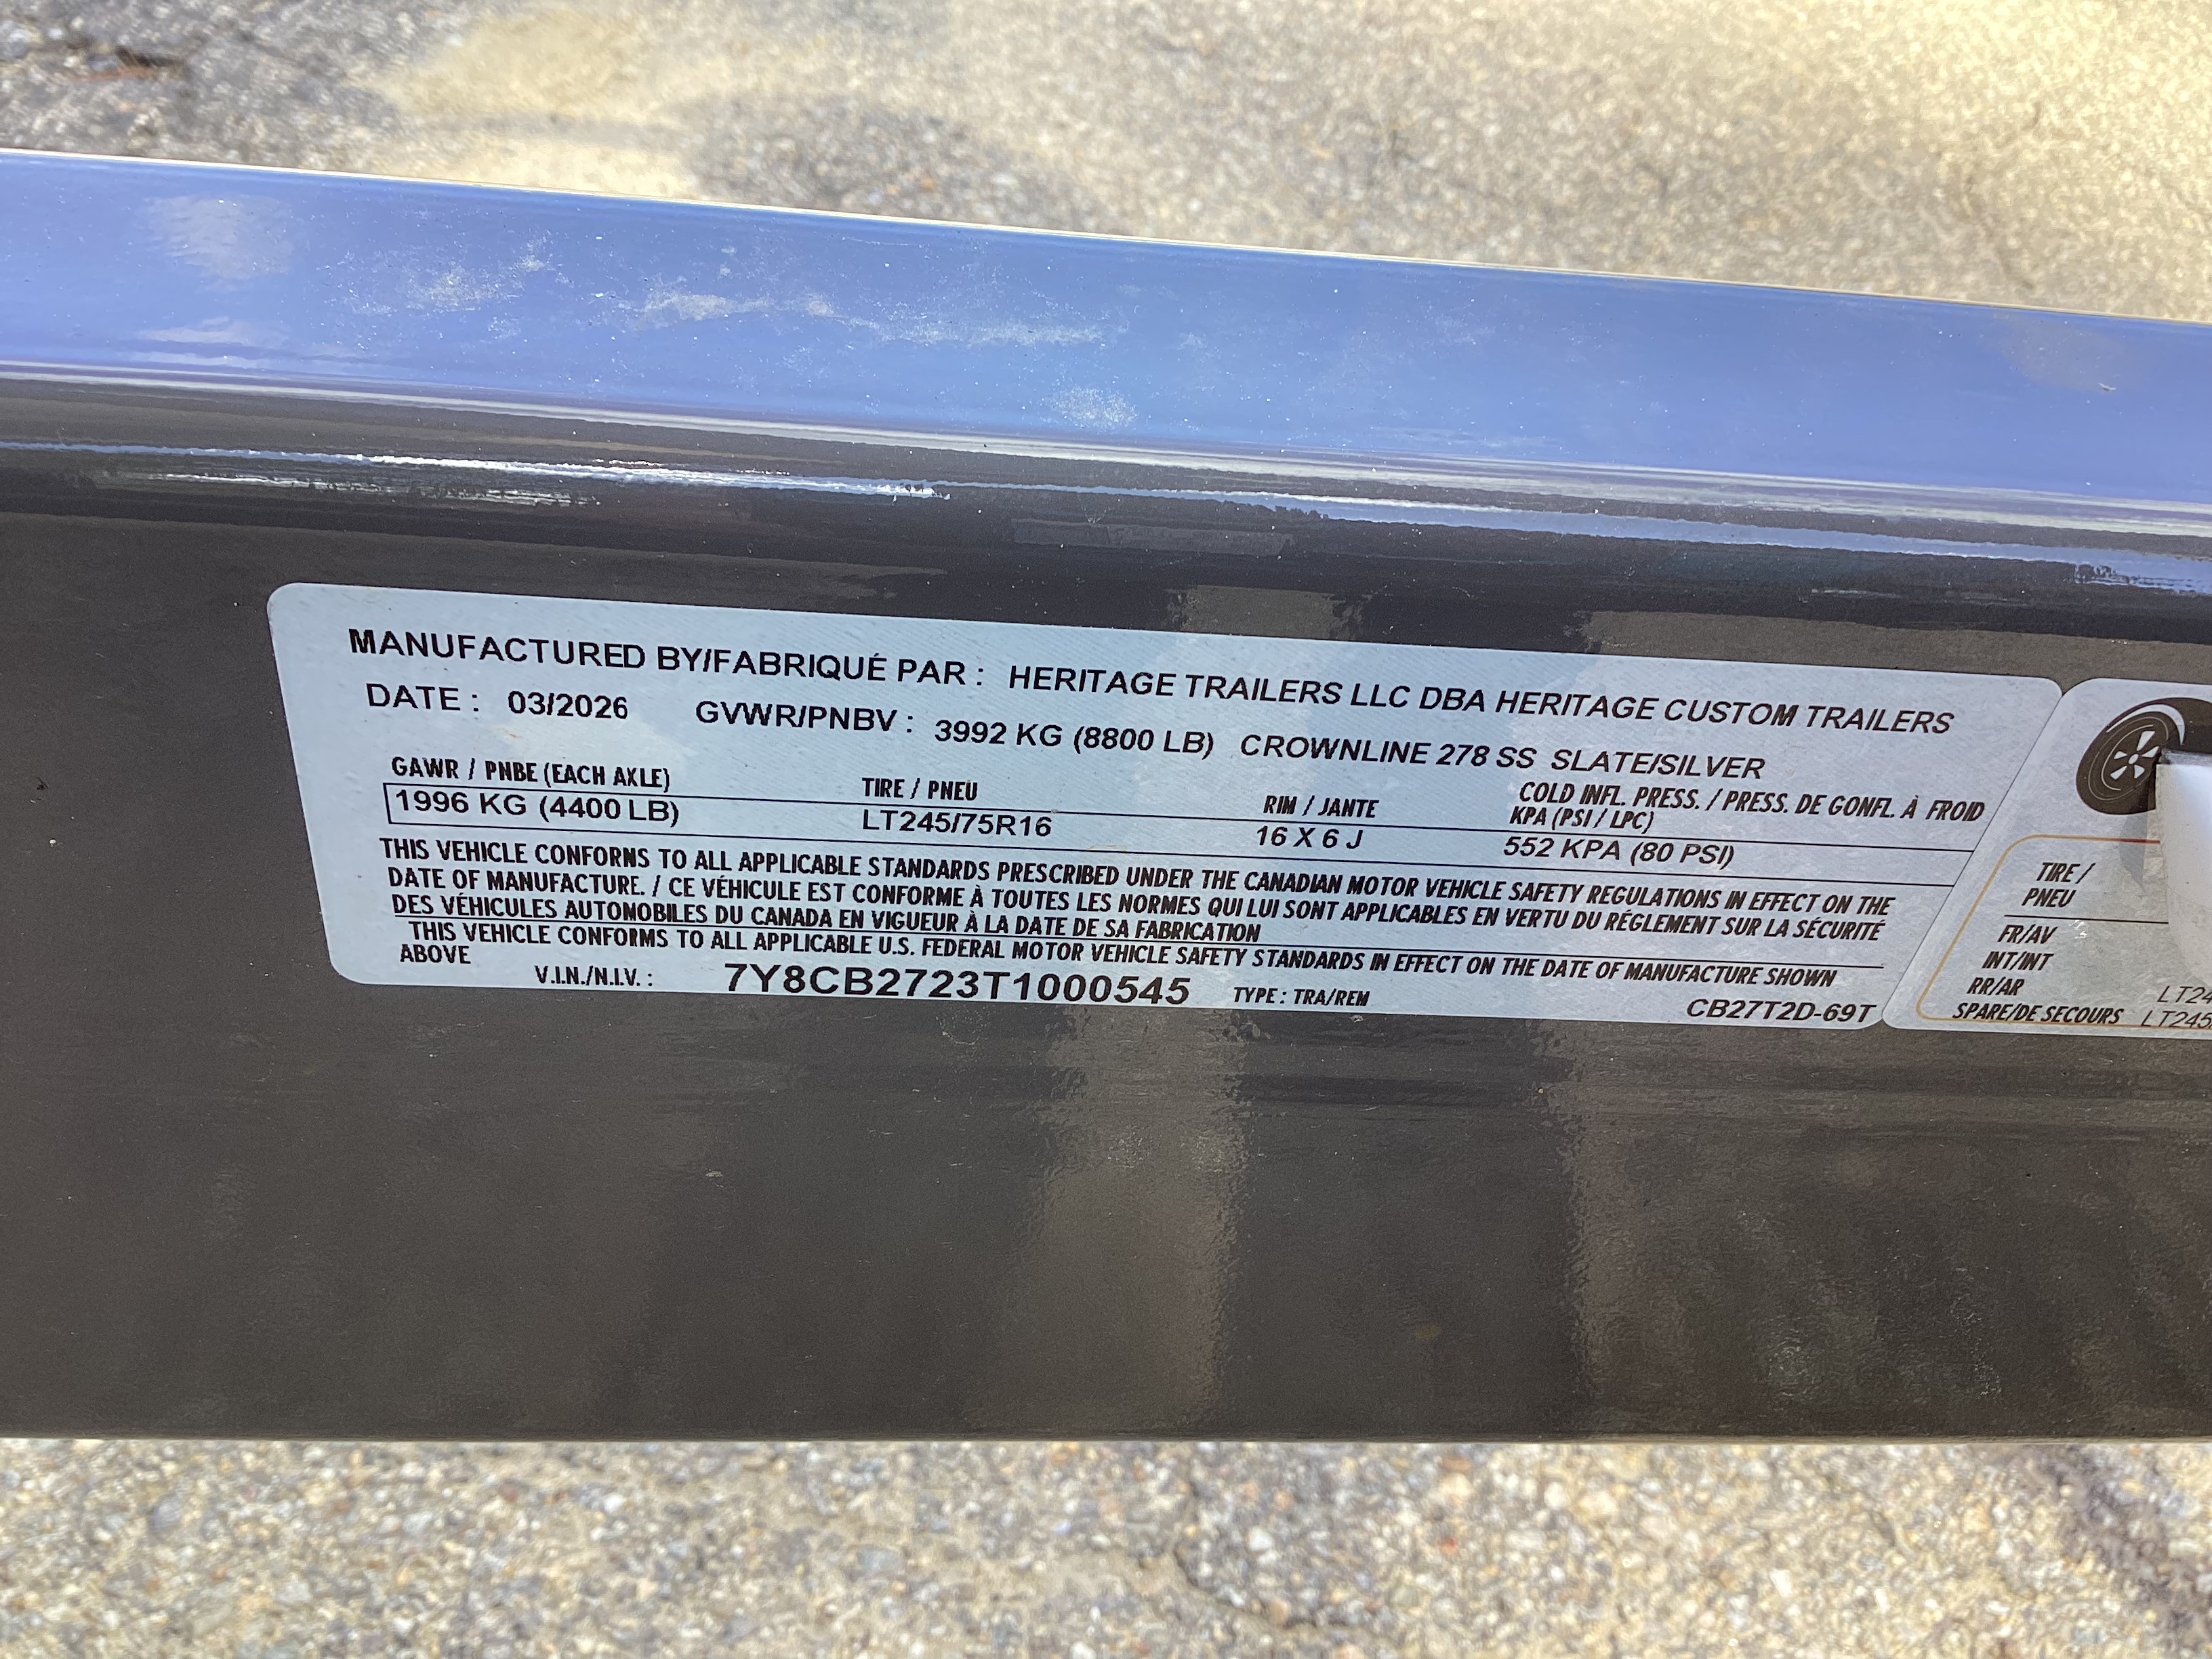 MANUFACTURED BY/FABRIQUÉ PAR : HERITAGE TRAILERS LLC DBA HERITAGE CUSTOM TRAILERS
DATE : 03/2026 GVWR/PNBV : 3992 KG (8800 LB) CROWNLINE 278 SS SLATE/SILVER
GAWR / PNBE (EACH AXLE) TIRE / PNEU RIM / JANTE COLD INFL. PRESS. / PRESS. DE GONFL. À FROID
KPA (PSI / LPC)
1996 KG (4400 LB) LT245/75R16 16 X 6 J 552 KPA (80 PSI)
THIS VEHICLE CONFORNS TO ALL APPLICABLE STANDARDS PRESCRIBED UNDER THE CANADIAN MOTOR VEHICLE SAFETY REGULATIONS IN EFFECT ON THE
DATE OF MANUFACTURE. / CE VÉHICULE EST CONFORME À TOUTES LES NORMES QUI LUI SONT APPLICABLES EN VERTU DU RÉGLEMENT SUR LA SÉCURITÉ
DES VÉHICULES AUTOMOBILES DU CANADA EN VIGUEUR À LA DATE DE SA FABRICATION
THIS VEHICLE CONFORMS TO ALL APPLICABLE U.S. FEDERAL MOTOR VEHICLE SAFETY STANDARDS IN EFFECT ON THE DATE OF MANUFACTURE SHOWN
ABOVE
V.I.N./N.I.V. : 7Y8CB2723T1000545 TYPE : TRA/REM CB27T2D-69T
TIRE /
PNEU
FR/AV
INT/INT
RR/AR LT24
SPARE/DE SECOURS LT245